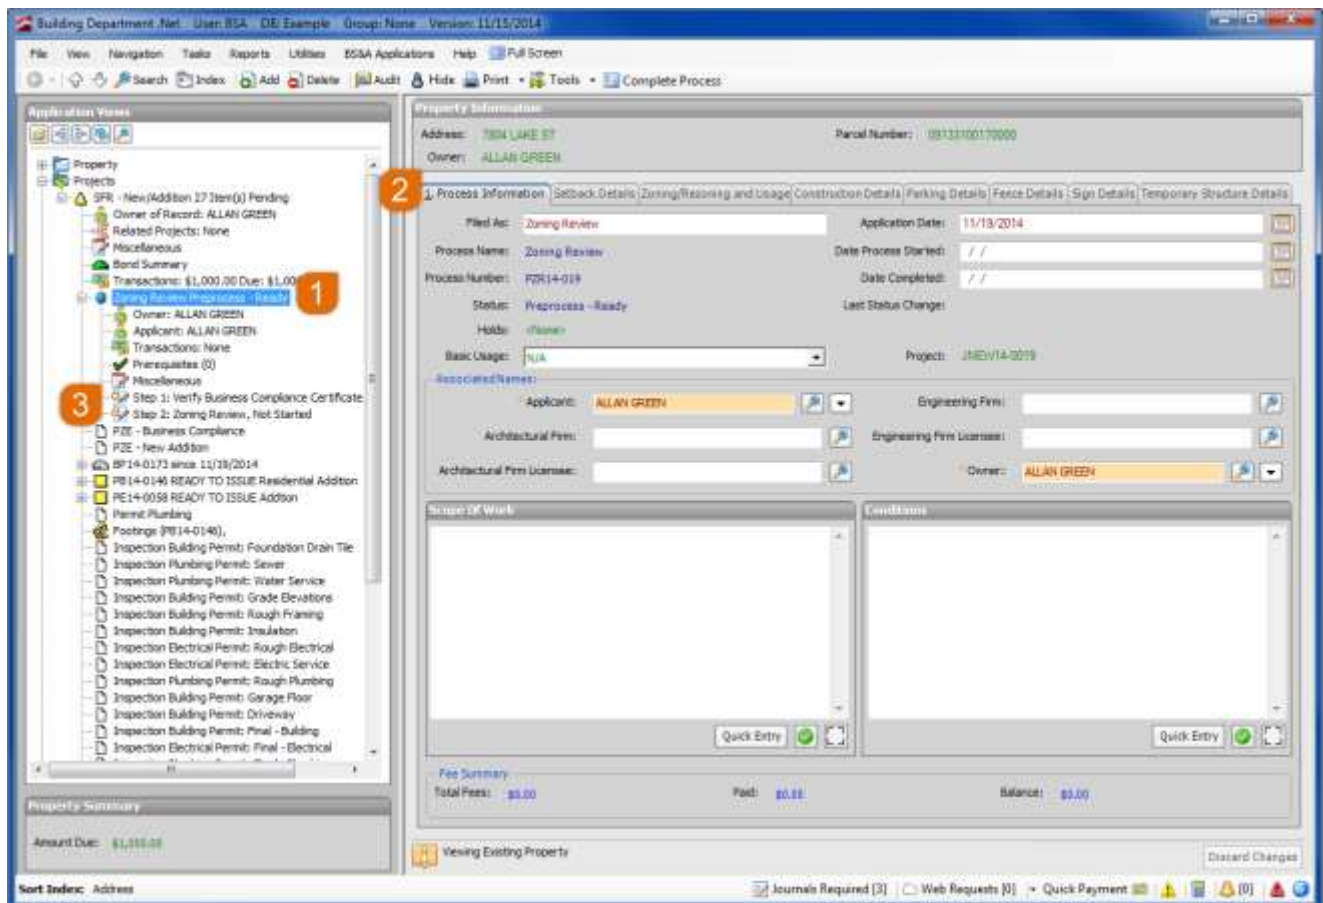 Building Department .Net User: BSA DB: Example Group: None Version: 11/15/2014
File View Navigation Tasks Reports Utilities BS&A Applications Help Full Screen
Search Index Add Delete Audit Hide Print Tools Complete Process
Application Views
Property
Projects
SFR - New/Addition 27 Item(s) Pending
Owner of Record: ALLAN GREEN
Related Projects: None
Miscellaneous
Bond Summary
Transactions: $1,000.00 Due: $1,00
Zoning Review Preprocess - Ready
1
Owner: ALLAN GREEN
Applicant: ALLAN GREEN
Transactions: None
Prerequisites (0)
Miscellaneous
3
Step 1: Verify Business Compliance Certificate
Step 2: Zoning Review, Not Started
PZE - Business Compliance
PZE - New Addition
BP14-0173 since 11/19/2014
PB14-0146 READY TO ISSUE Residential Addition
PE14-0058 READY TO ISSUE Addition
Permit Plumbing
Footings (PB14-0146),
Inspection Building Permit: Foundation Drain Tile
Inspection Plumbing Permit: Sewer
Inspection Plumbing Permit: Water Service
Inspection Building Permit: Grade Elevations
Inspection Building Permit: Rough Framing
Inspection Building Permit: Insulation
Inspection Electrical Permit: Rough Electrical
Inspection Electrical Permit: Electric Service
Inspection Plumbing Permit: Rough Plumbing
Inspection Building Permit: Garage Floor
Inspection Building Permit: Driveway
Inspection Building Permit: Final - Building
Inspection Electrical Permit: Final - Electrical
Property Summary
Amount Due: $1,000.00
Property Information
Address: 7804 LAKE ST Parcel Number: 09133100170000
Owner: ALLAN GREEN
2
1. Process Information Setback Details Zoning/Rezoning and Usage Construction Details Parking Details Fence Details Sign Details Temporary Structure Details
Filed As: Zoning Review Application Date: 11/19/2014
Process Name: Zoning Review Date Process Started: / /
Process Number: PZR14-019 Date Completed: / /
Status: Preprocess - Ready Last Status Change:
Holds: <None>
Basic Usage: N/A Project: JNEW14-0019
Associated Names:
Applicant: ALLAN GREEN Engineering Firm:
Architectural Firm: Engineering Firm Licensee:
Architectural Firm Licensee: Owner: ALLAN GREEN
Scope Of Work Conditions
Quick Entry Quick Entry
Fee Summary
Total Fees: $0.00 Paid: $0.00 Balance: $0.00
Viewing Existing Property Discard Changes
Sort Index: Address Journals Required [3] Web Requests [0] Quick Payment [0]